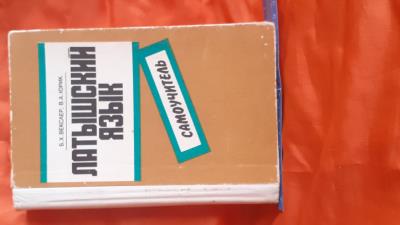 Б. Х. ВЕКСЛЕР, В. А. ЮРИК
ЛАТЫШСКИЙ
ЯЗЫК
САМОУЧИТЕЛЬ